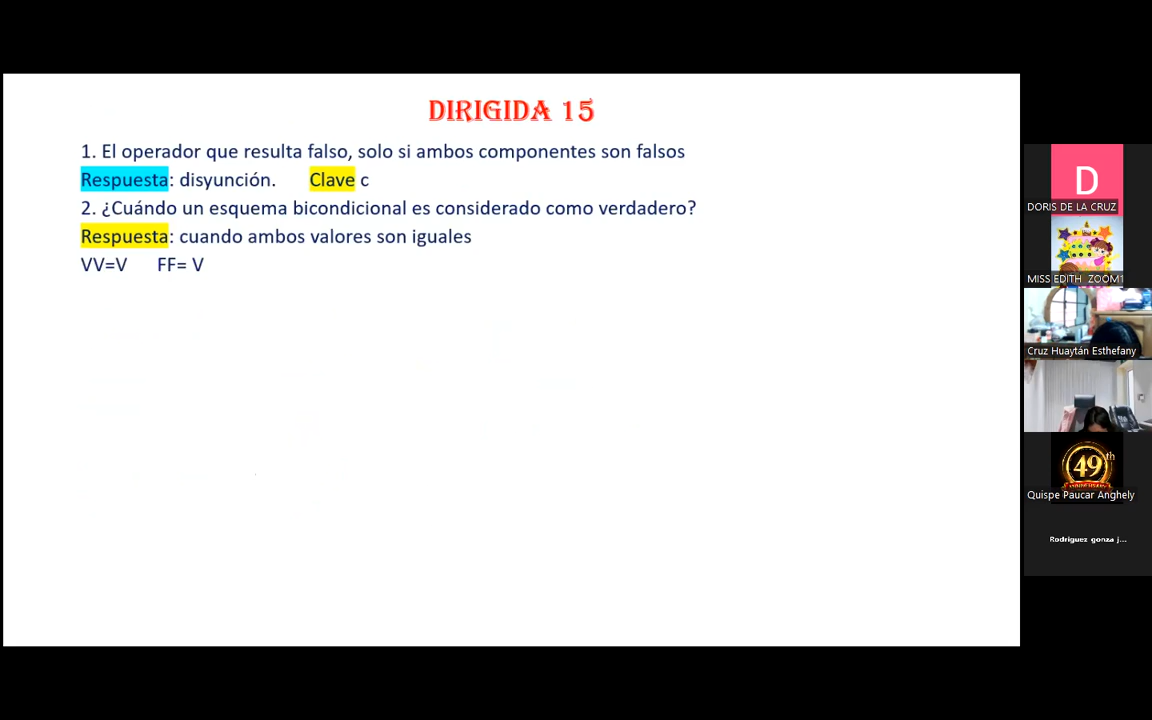 DIRIGIDA 15
1. El operador que resulta falso, solo si ambos componentes son falsos
Respuesta: disyunción. Clave c
2. ¿Cuándo un esquema bicondicional es considerado como verdadero?
Respuesta: cuando ambos valores son iguales
VV=V FF= V
D
DORIS DE LA CRUZ
MISS EDITH ZOOM1
Cruz Huaytán Esthefany
49th
ANNIVERSARY
Quispe Paucar Anghely
Rodriguez gonza j...